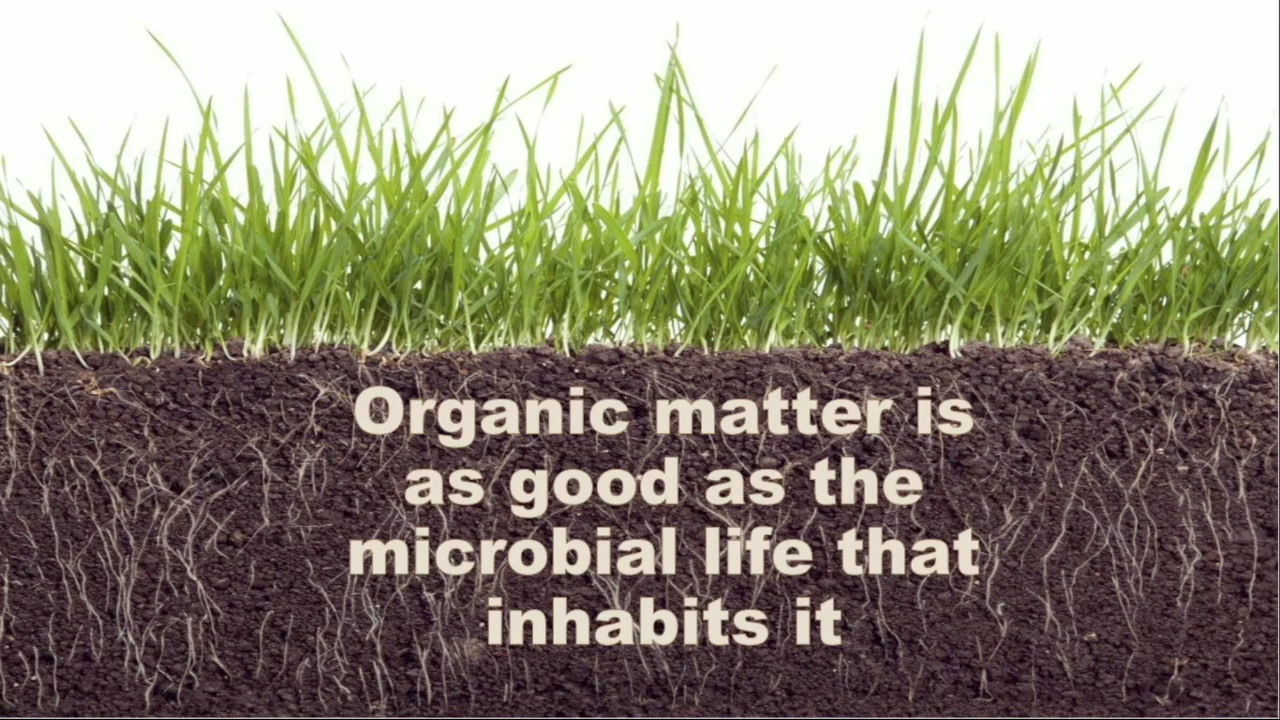 Organic matter is
as good as the
microbial life that
inhabits it